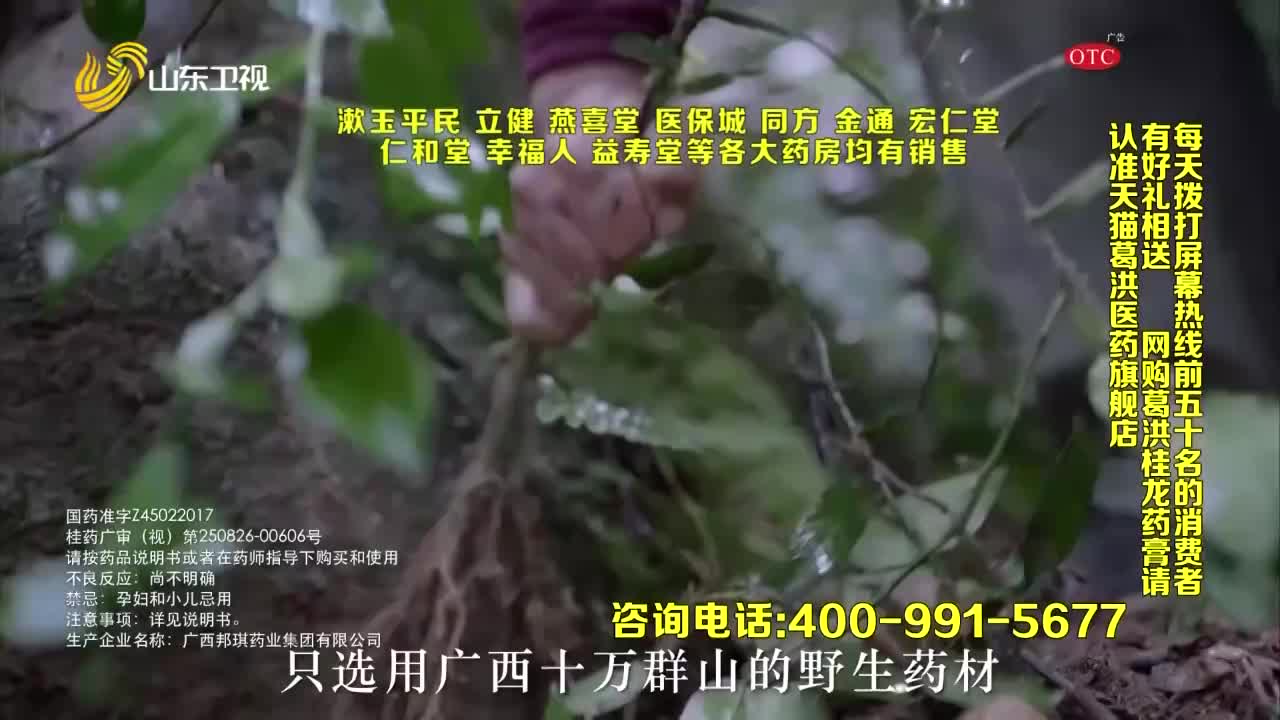 山东卫视
广告
OTC
漱玉平民 立健 燕喜堂 医保城 同方 金通 宏仁堂
仁和堂 幸福人 益寿堂等各大药房均有销售
每天拨打屏幕热线前五十名的消费者
有好礼相送 网购葛洪桂龙药膏请
认准天猫葛洪医药旗舰店
国药准字Z45022017
桂药广审（视）第250826-00606号
请按药品说明书或者在药师指导下购买和使用
不良反应：尚不明确
禁忌：孕妇和小儿忌用
注意事项：详见说明书。
生产企业名称：广西邦琪药业集团有限公司
咨询电话:400-991-5677
只选用广西十万群山的野生药材